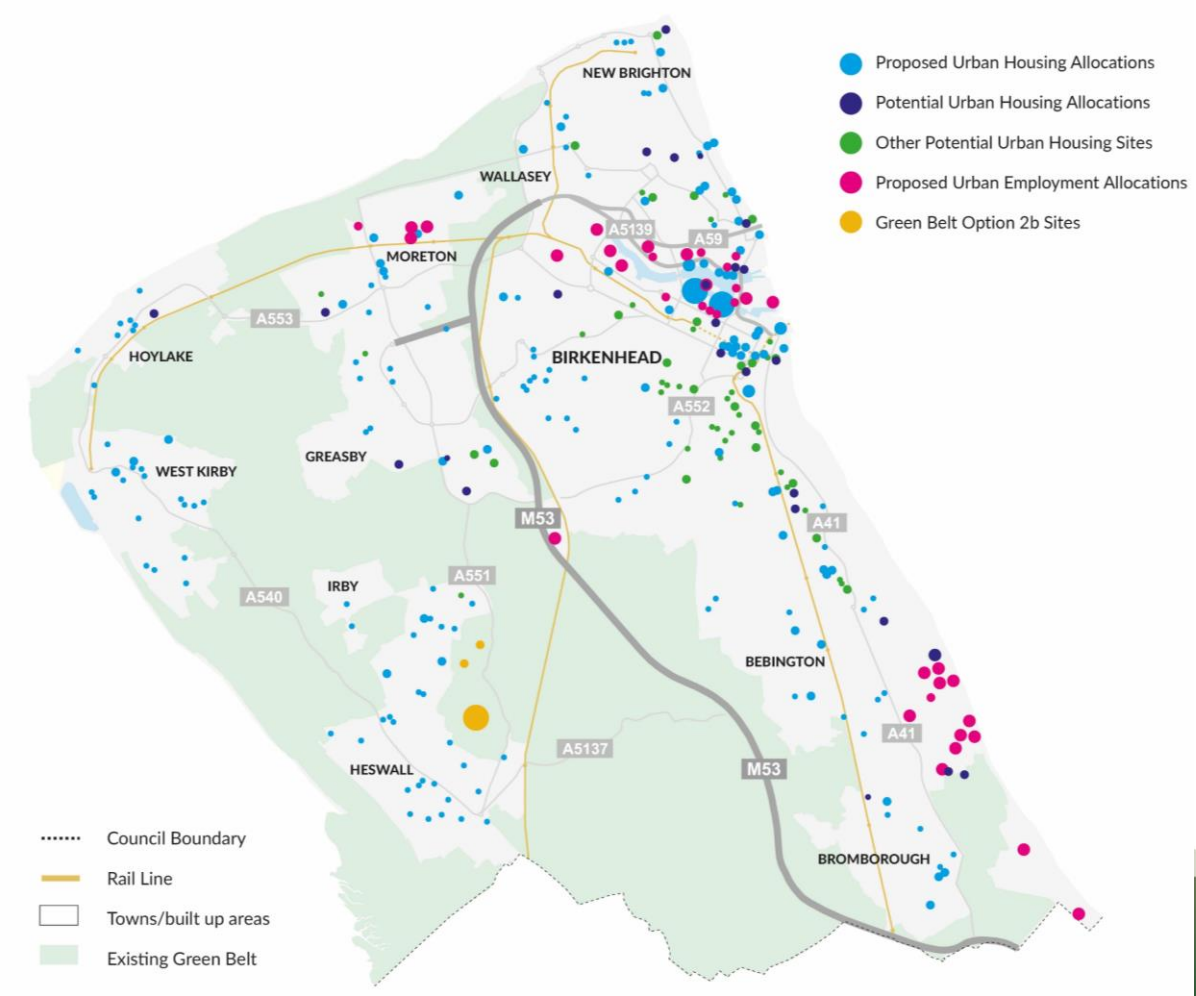 NEW BRIGHTON
Proposed Urban Housing Allocations
Potential Urban Housing Allocations
Other Potential Urban Housing Sites
Proposed Urban Employment Allocations
Green Belt Option 2b Sites
WALLASEY
A5139
A59
MORETON
A553
HOYLAKE
BIRKENHEAD
A552
GREASBY
WEST KIRBY
M53
A41
A551
IRBY
A540
BEBINGTON
A41
A5137
HESWALL
M53
BROMBOROUGH
Council Boundary
Rail Line
Towns/built up areas
Existing Green Belt